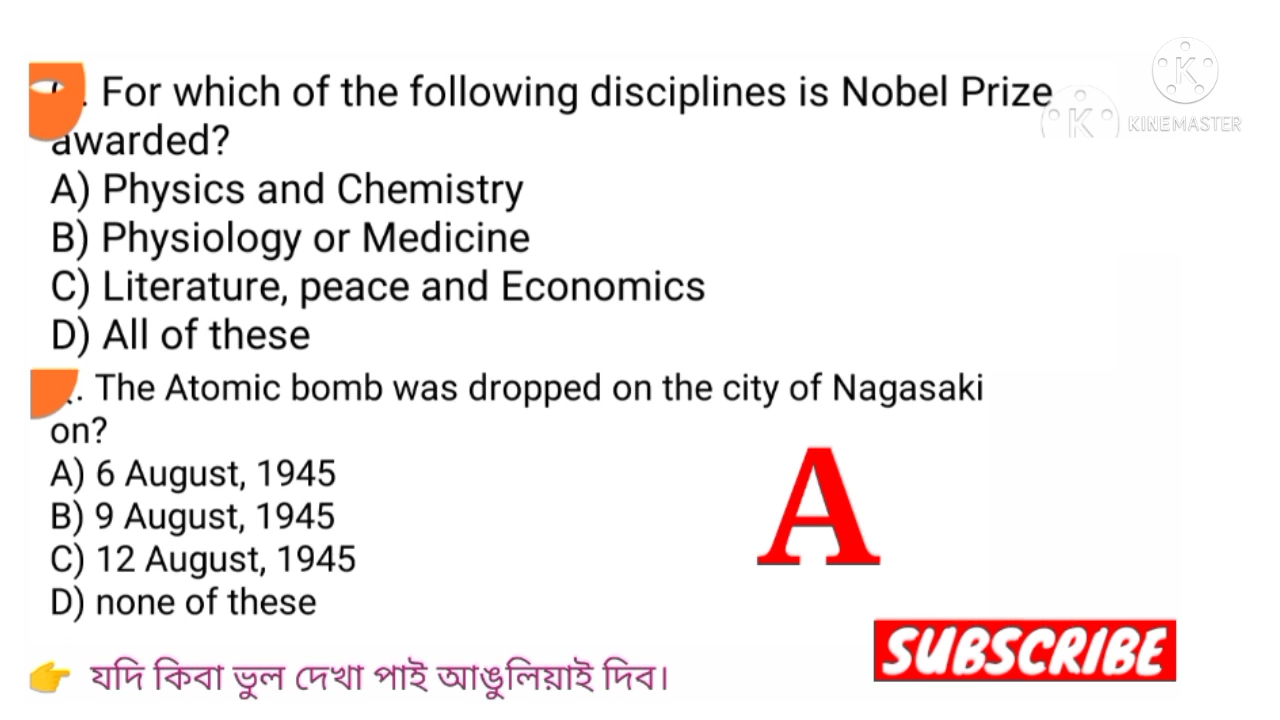 . For which of the following disciplines is Nobel Prize
awarded?
A) Physics and Chemistry
B) Physiology or Medicine
C) Literature, peace and Economics
D) All of these
. The Atomic bomb was dropped on the city of Nagasaki
on?
A) 6 August, 1945
B) 9 August, 1945
C) 12 August, 1945
D) none of these
A
SUBSCRIBE
👉 যদি কিবা ভুল দেখা পাই আঙুলিয়াই দিব।
K
KINEMASTER
K